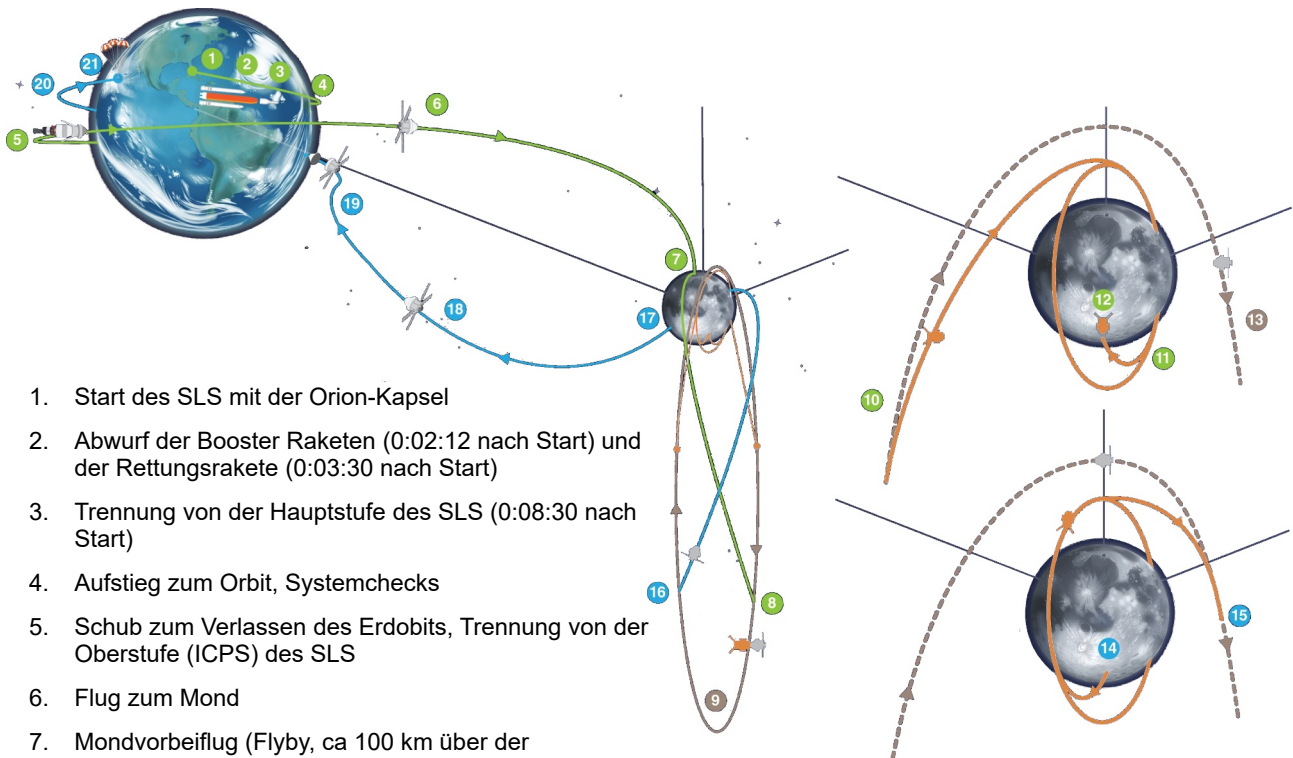 1
2
3
4
5
6
7
8
9
10
11
12
13
14
15
16
17
18
19
20
21
1. Start des SLS mit der Orion-Kapsel
2. Abwurf der Booster Raketen (0:02:12 nach Start) und
der Rettungsrakete (0:03:30 nach Start)
3. Trennung von der Hauptstufe des SLS (0:08:30 nach
Start)
4. Aufstieg zum Orbit, Systemchecks
5. Schub zum Verlassen des Erdobits, Trennung von der
Oberstufe (ICPS) des SLS
6. Flug zum Mond
7. Mondvorbeiflug (Flyby, ca 100 km über der